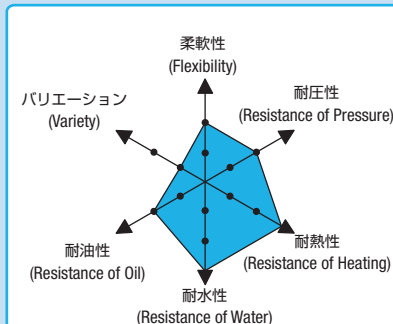 柔軟性
(Flexibility)
バリエーション
(Variety)
耐圧性
(Resistance of Pressure)
耐油性
(Resistance of Oil)
耐熱性
(Resistance of Heating)
耐水性
(Resistance of Water)